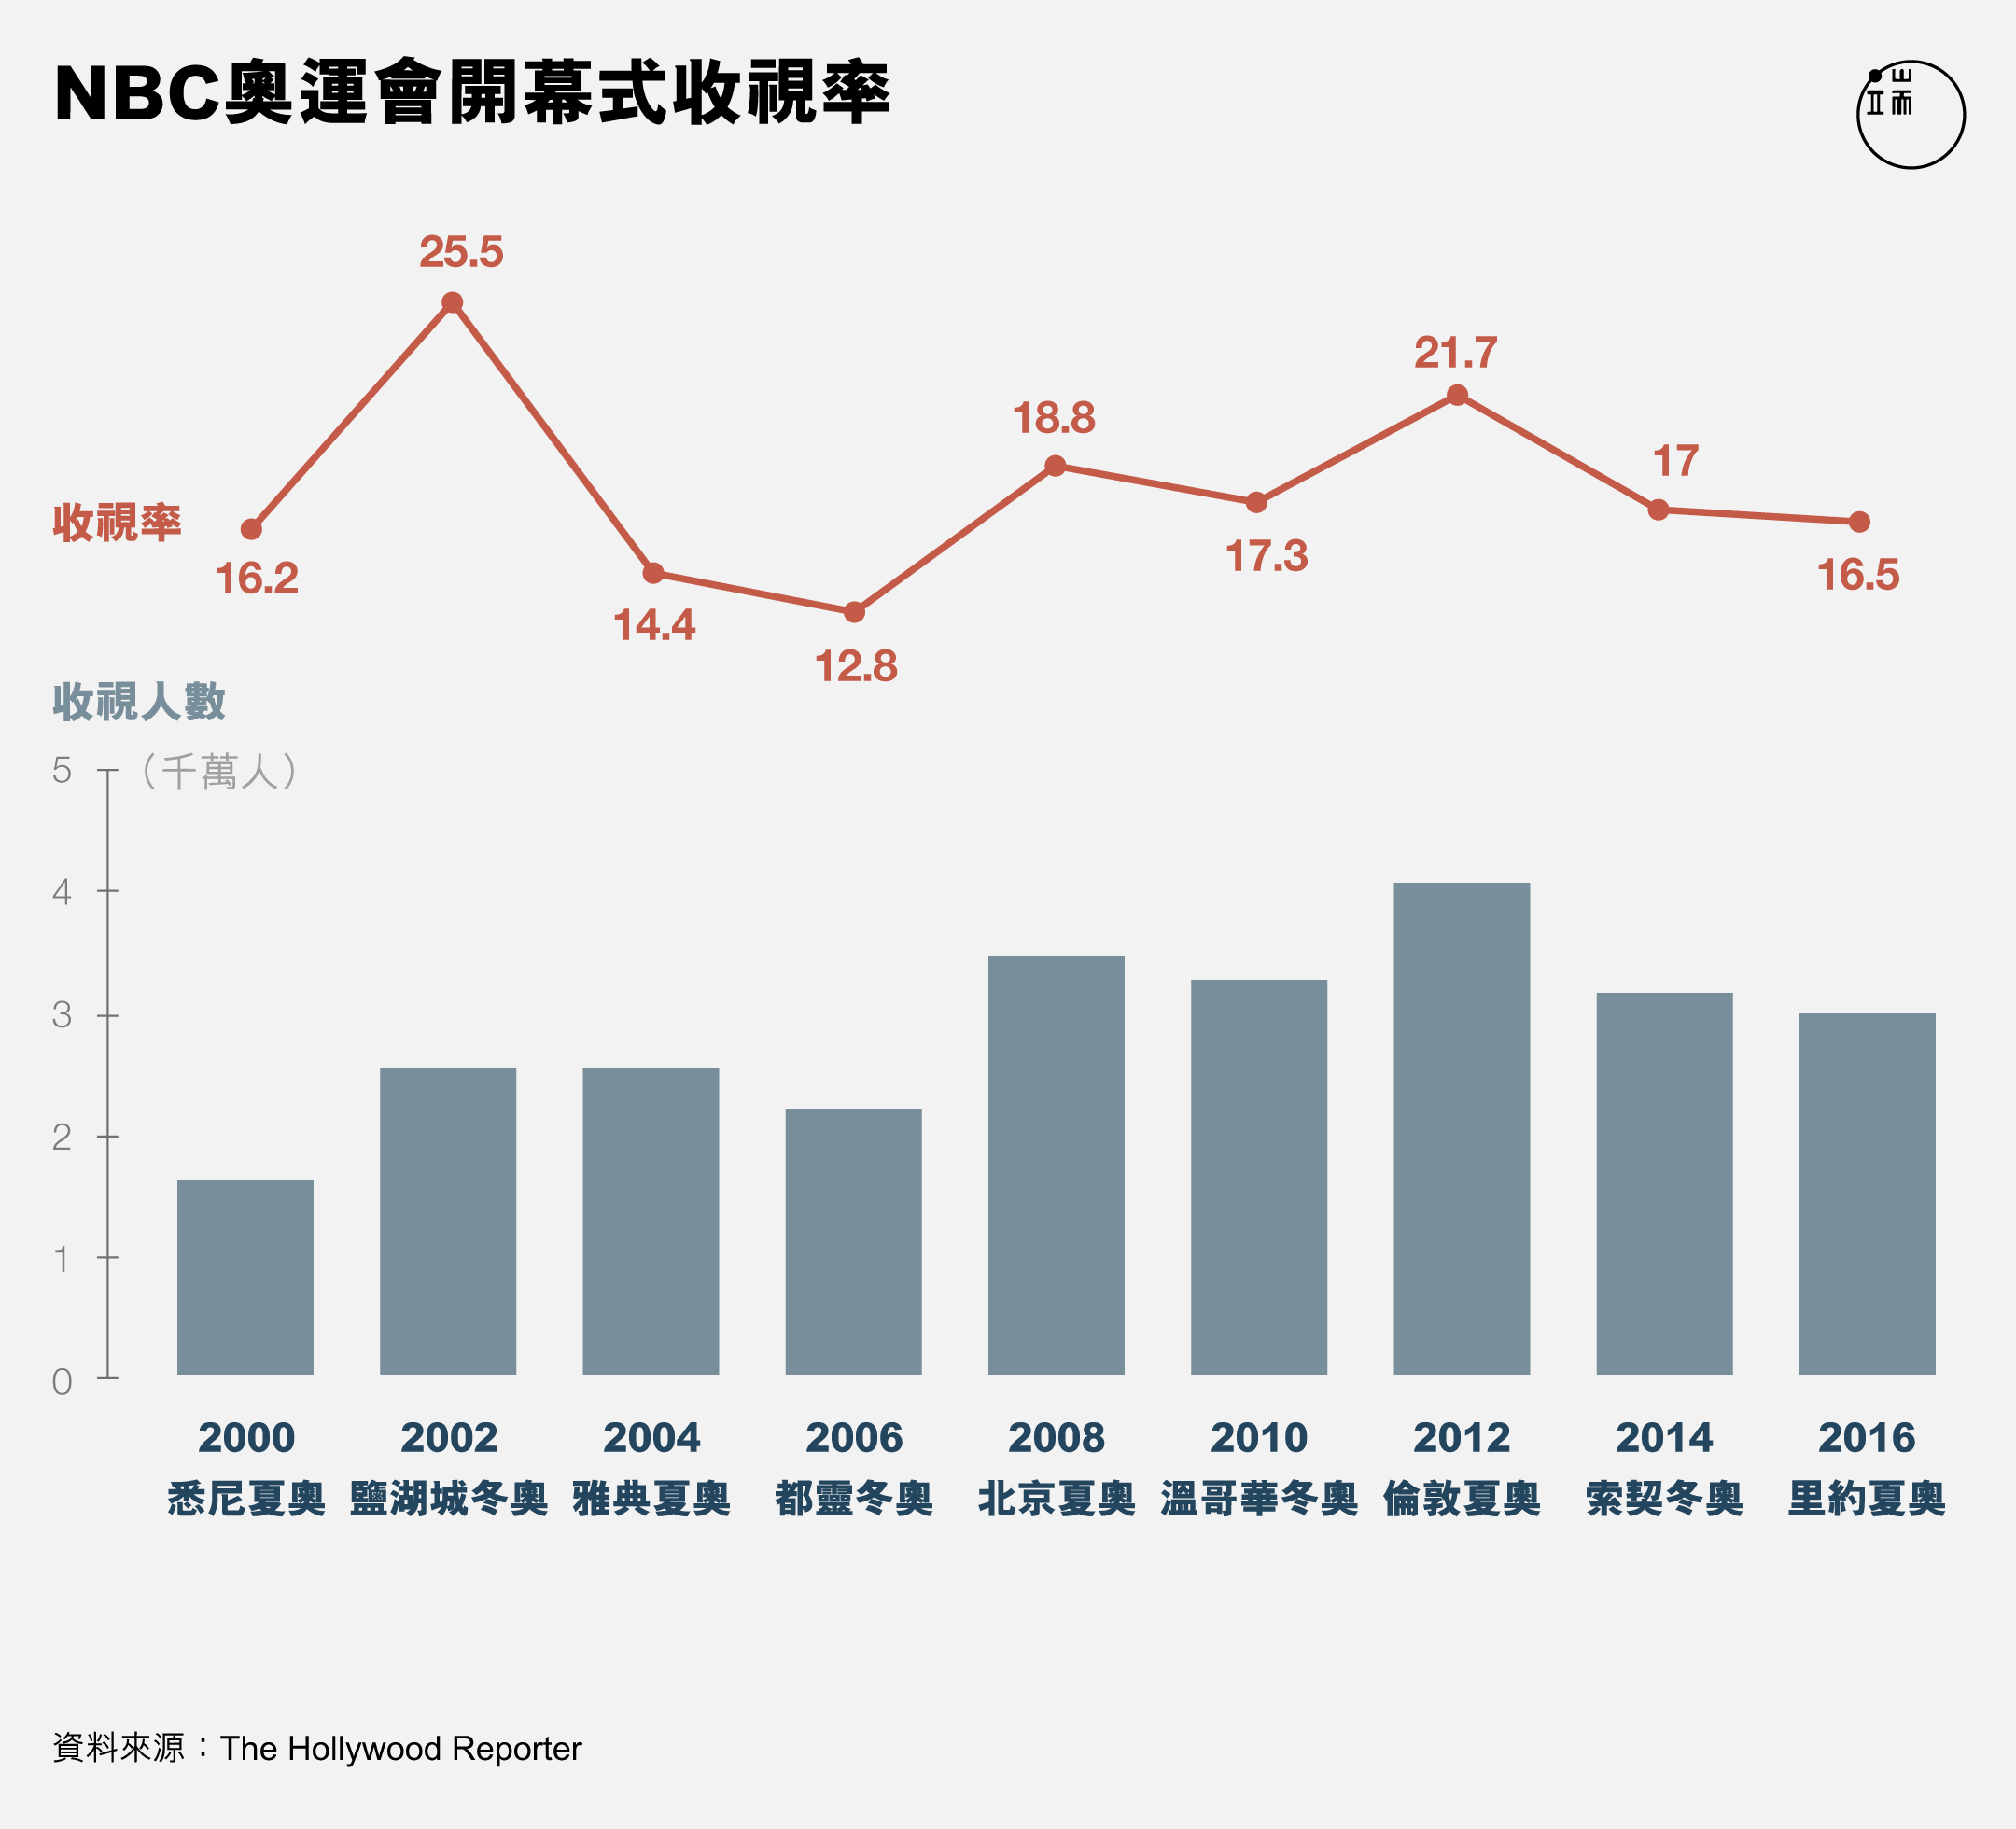 NBC奧運會開幕式收視率
端
收視率
16.2
25.5
14.4
12.8
18.8
17.3
21.7
17
16.5
收視人數
(千萬人)
5
4
3
2
1
0
2000 2002 2004 2006 2008 2010 2012 2014 2016
悉尼夏奧 鹽湖城冬奧 雅典夏奧 都靈冬奧 北京夏奧 溫哥華冬奧 倫敦夏奧 索契冬奧 里約夏奧
資料來源：The Hollywood Reporter